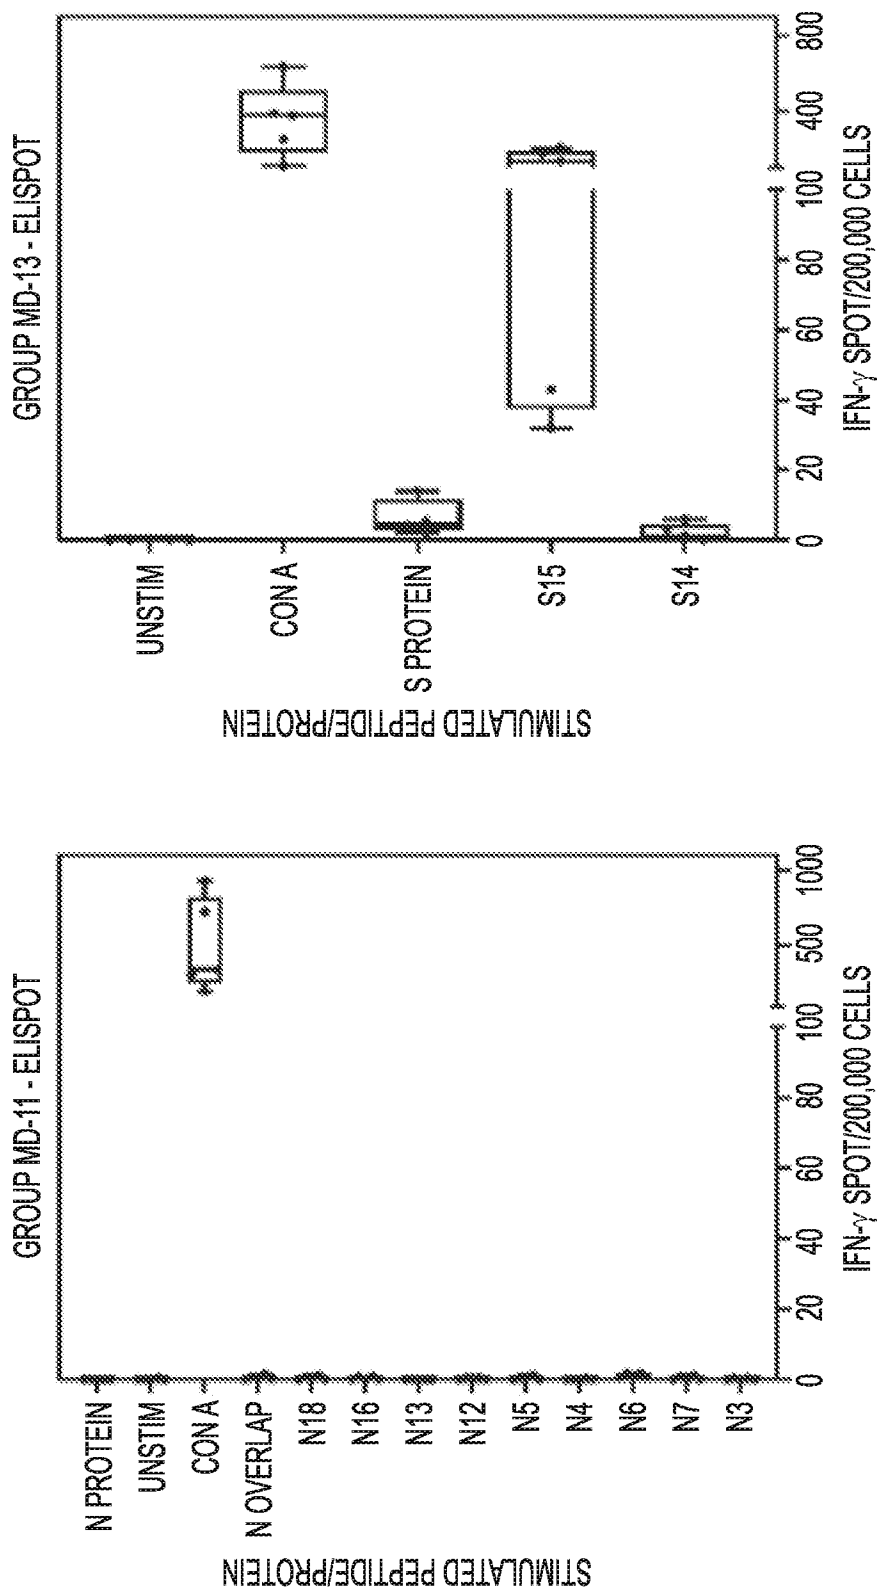 GROUP MD-11 - ELISPOT
STIMULATED PEPTIDE/PROTEIN
N PROTEIN
UNSTIM
CON A
N OVERLAP
N18
N16
N13
N12
N5
N4
N6
N7
N3
0
20
40
60
80
100
500
1000
IFN-γ SPOT/200,000 CELLS
GROUP MD-13 - ELISPOT
STIMULATED PEPTIDE/PROTEIN
UNSTIM
CON A
S PROTEIN
S15
S14
0
20
40
60
80
100
400
800
IFN-γ SPOT/200,000 CELLS